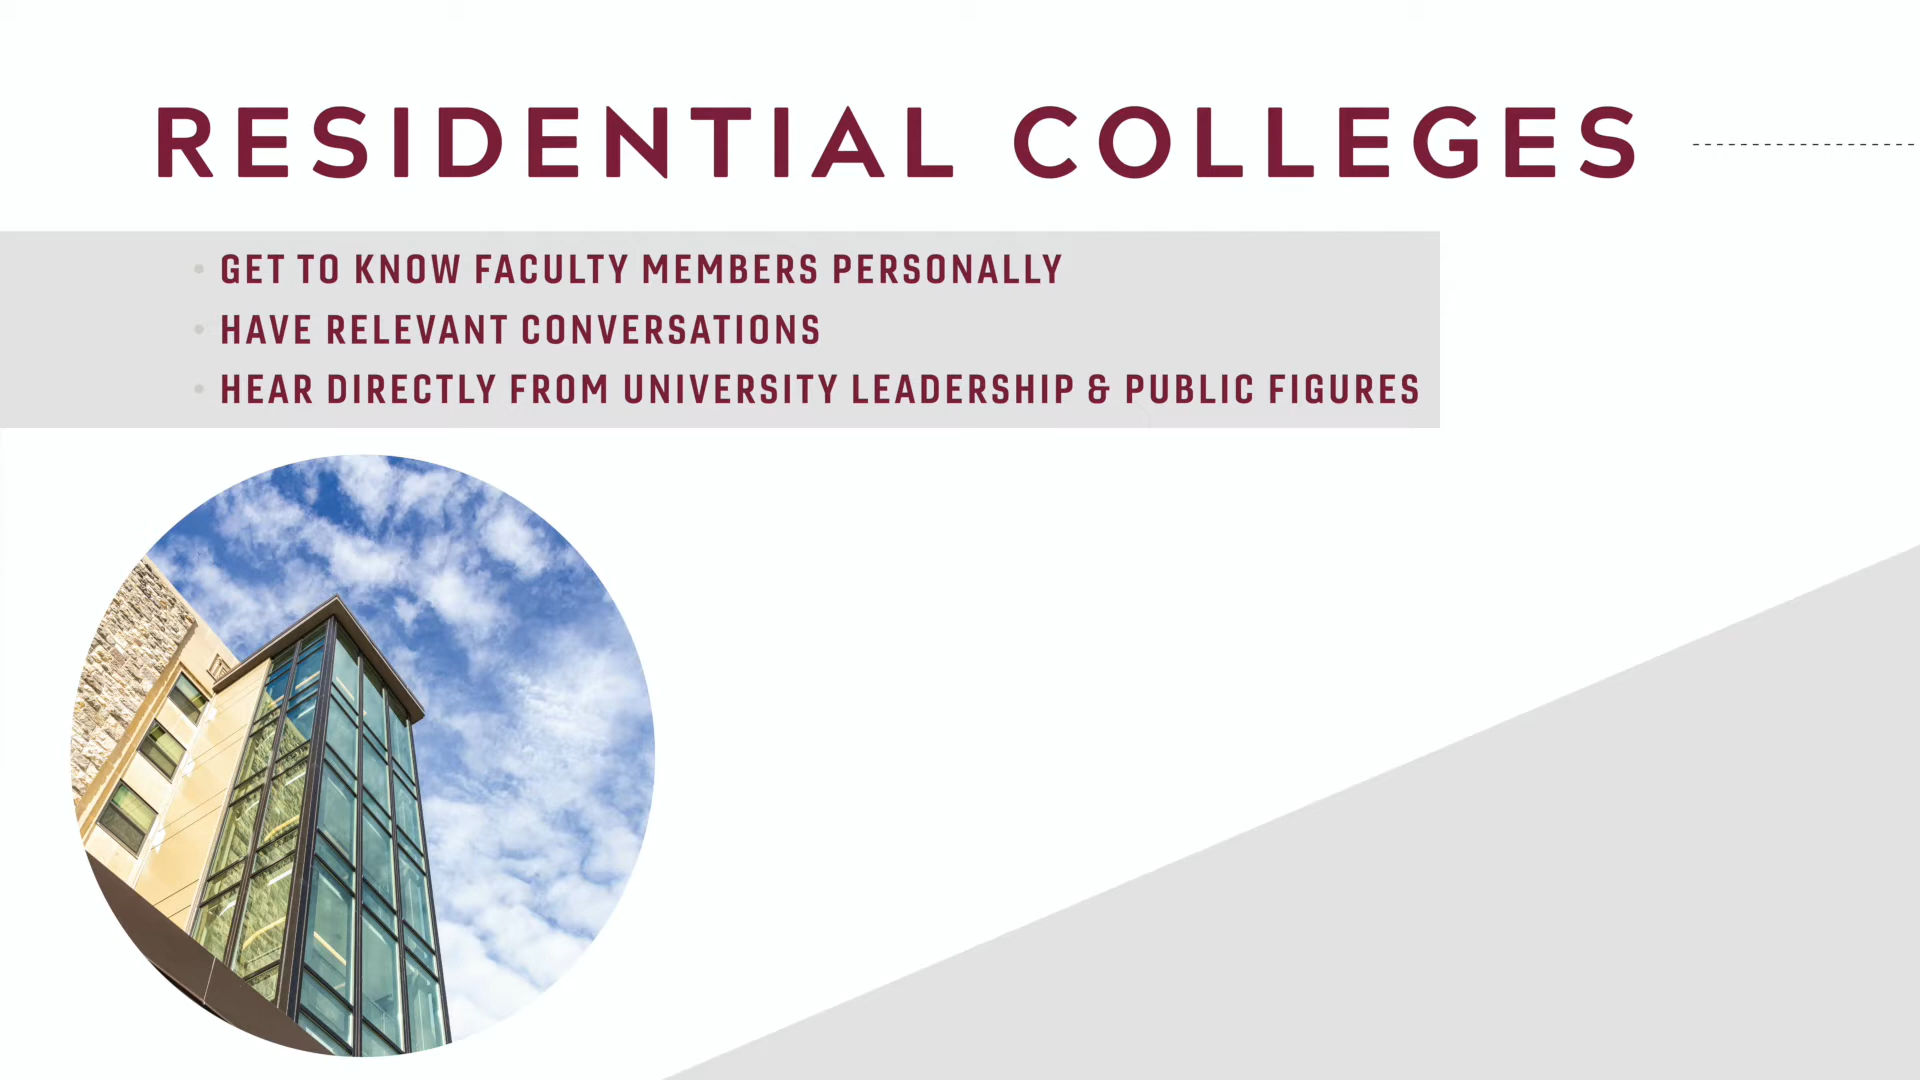 RESIDENTIAL COLLEGES
• GET TO KNOW FACULTY MEMBERS PERSONALLY
• HAVE RELEVANT CONVERSATIONS
• HEAR DIRECTLY FROM UNIVERSITY LEADERSHIP & PUBLIC FIGURES